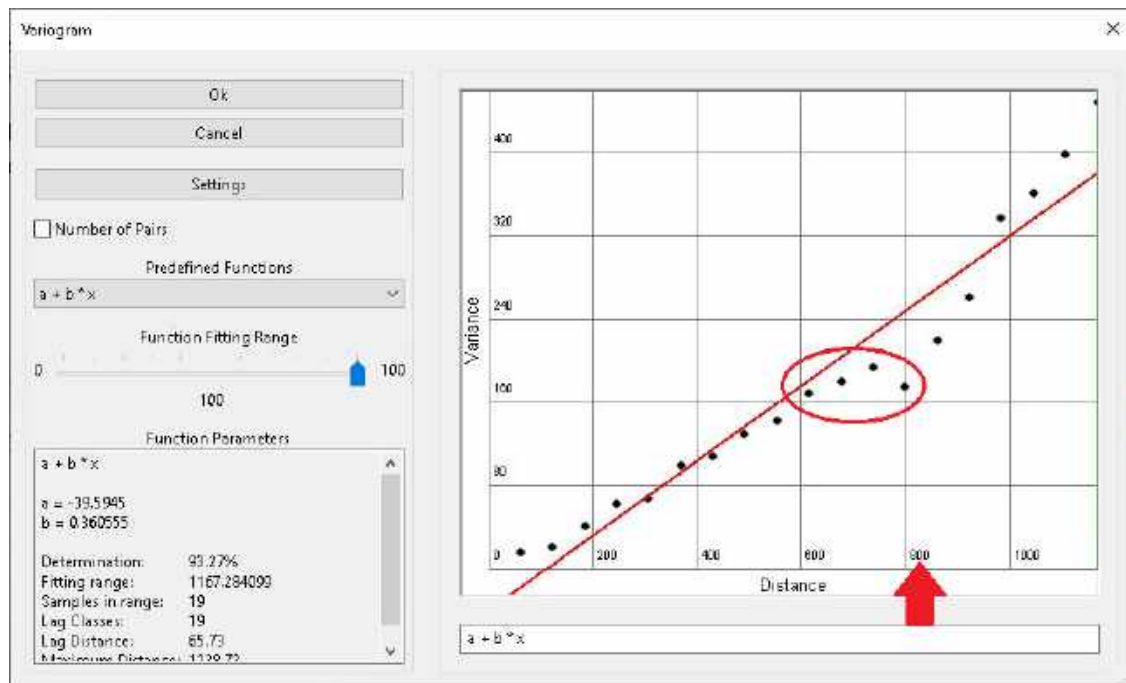 Variogram
Ok
Cancel
Settings
Number of Pairs
Predefined Functions
a + b * x
Function Fitting Range
0
100
100
Function Parameters
a + b * x
a = -39.5945
b = 0.360555
Determination: 93.27%
Fitting range: 1167.284099
Samples in range: 19
Lag Classes: 19
Lag Distance: 65.73
Maximum Distance:
400
320
240
160
80
0 200 400 600 800 1000
Variance
Distance
a + b * x